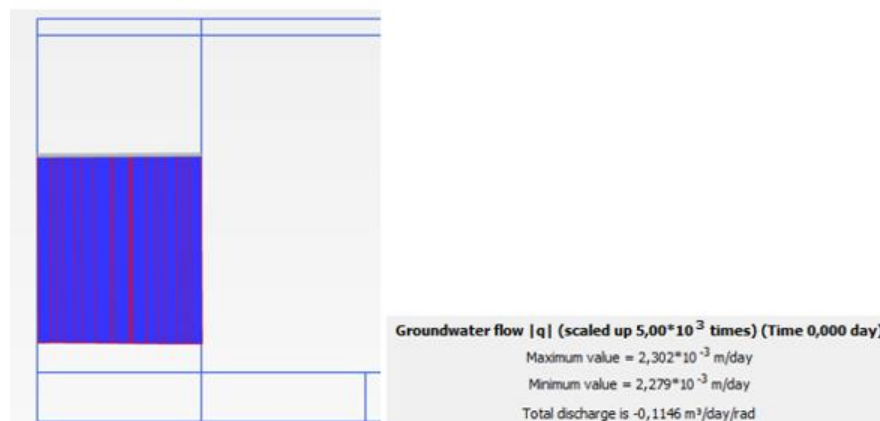 Groundwater flow |q| (scaled up 5,00*10 ³ times) (Time 0,000 day)
Maximum value = 2,302*10 ⁻³ m/day
Minimum value = 2,279*10 ⁻³ m/day
Total discharge is -0,1146 m³/day/rad